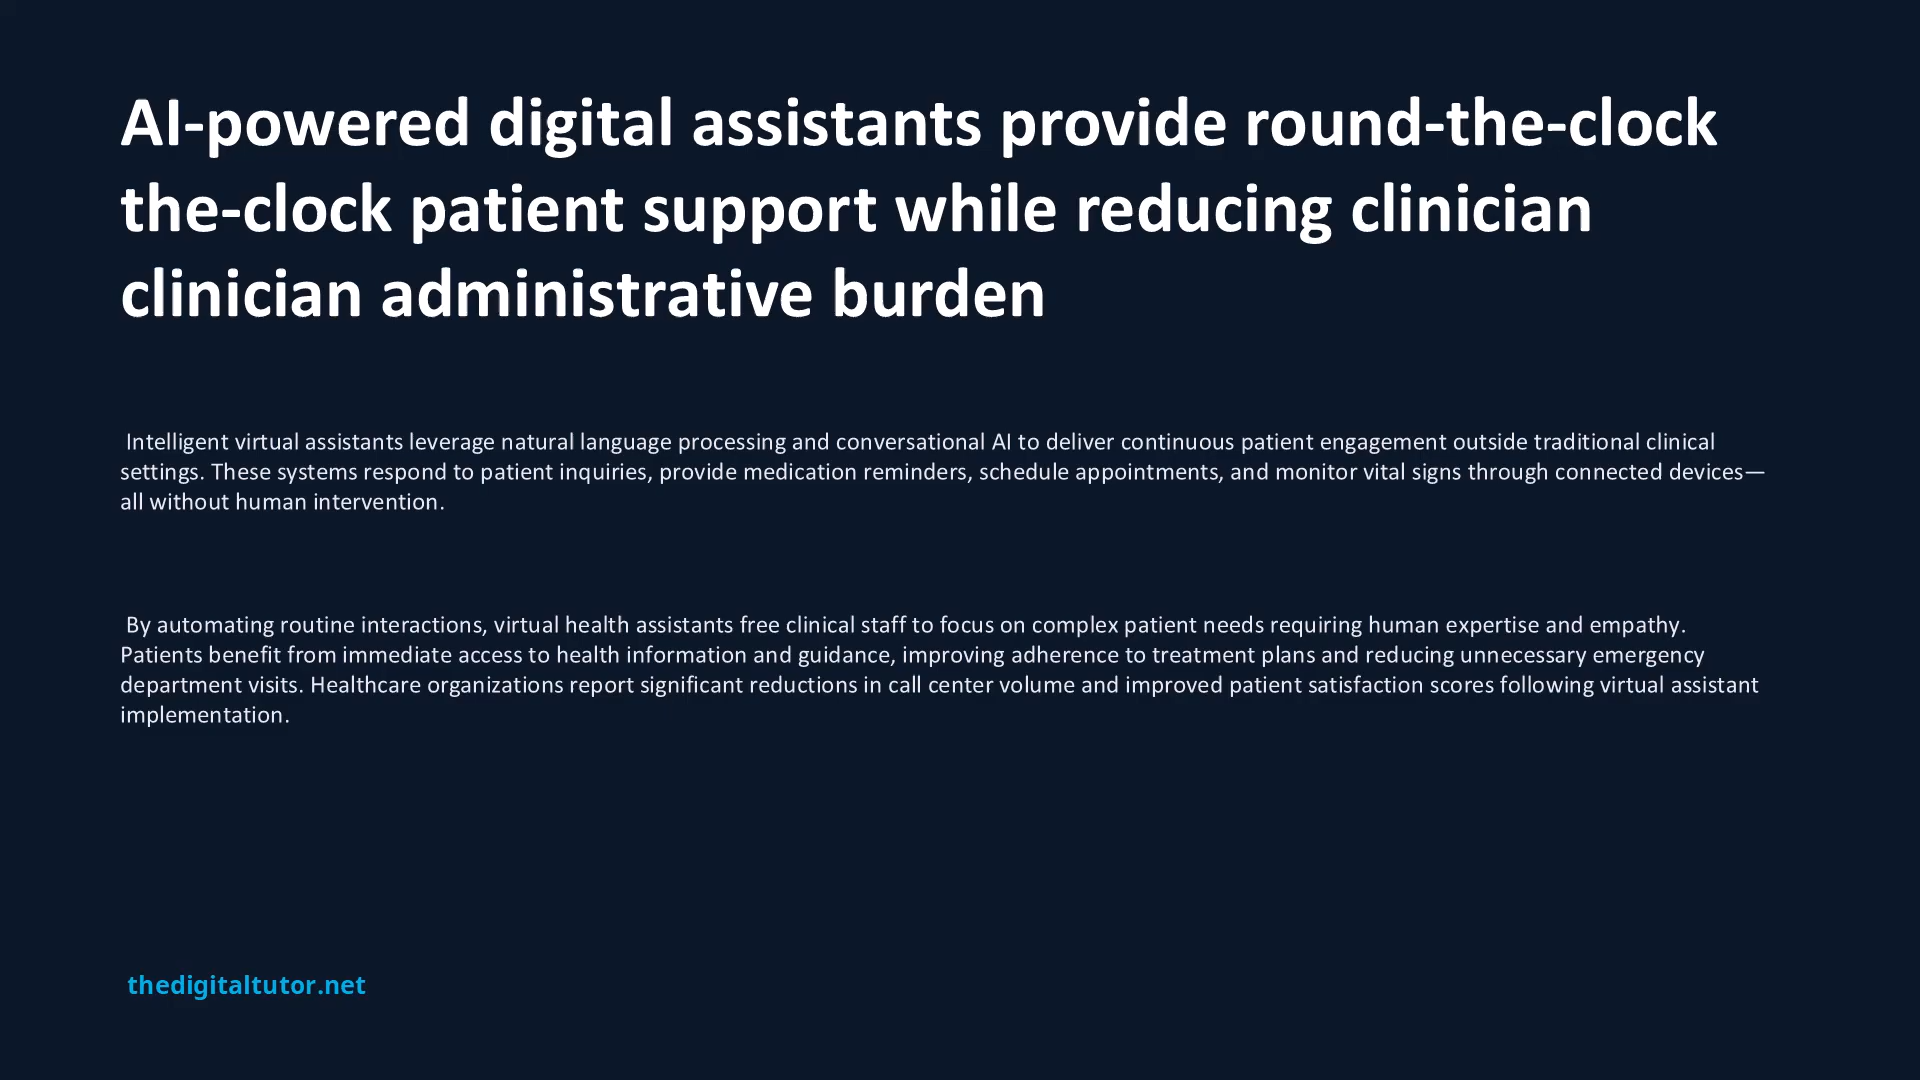 AI-powered digital assistants provide round-the-clock
the-clock patient support while reducing clinician
clinician administrative burden
Intelligent virtual assistants leverage natural language processing and conversational AI to deliver continuous patient engagement outside traditional clinical
settings. These systems respond to patient inquiries, provide medication reminders, schedule appointments, and monitor vital signs through connected devices—
all without human intervention.
By automating routine interactions, virtual health assistants free clinical staff to focus on complex patient needs requiring human expertise and empathy.
Patients benefit from immediate access to health information and guidance, improving adherence to treatment plans and reducing unnecessary emergency
department visits. Healthcare organizations report significant reductions in call center volume and improved patient satisfaction scores following virtual assistant
implementation.
thedigitaltutor.net